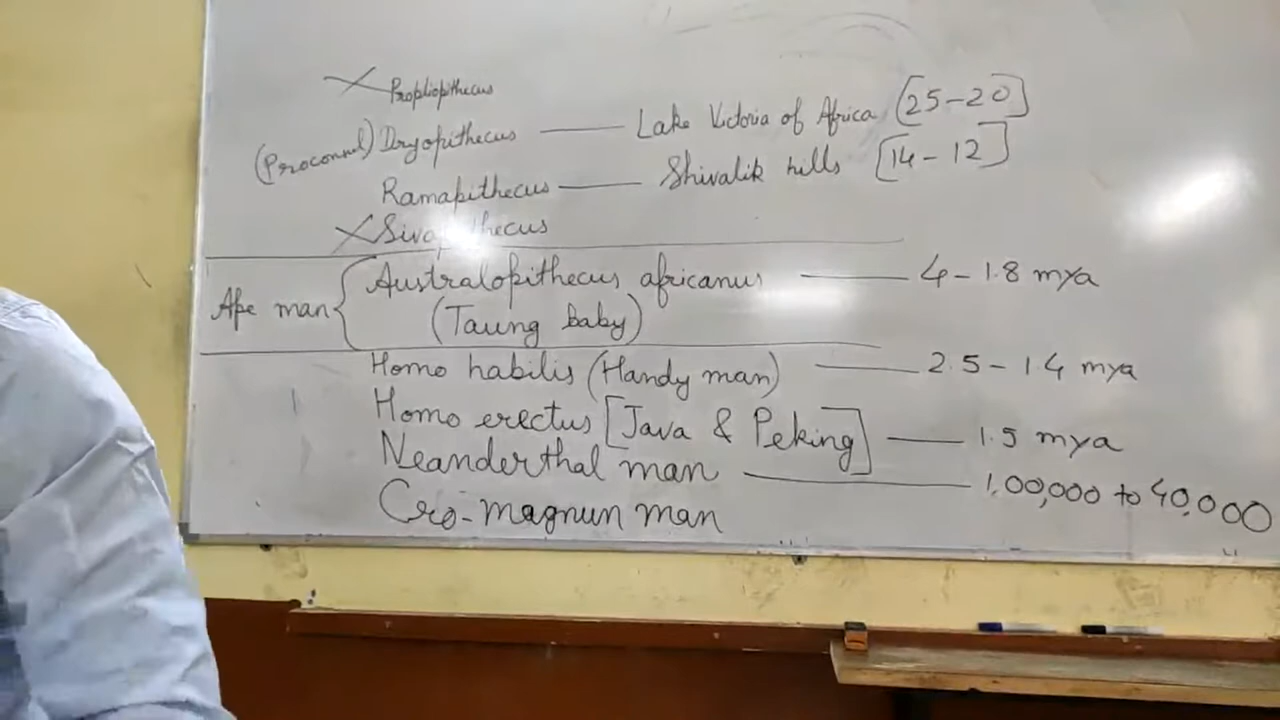 Propliopithecus
(Proconsul) Dryopithecus — Lake Victoria of Africa [25-20]
Ramapithecus — Shivalik hills [14-12]
Sivapithecus
Ape man { Australopithecus africanus — 4-1.8 mya
(Taung baby)
Homo habilis (Handy man) — 2.5-1.4 mya
Homo erectus [Java & Peking] — 1.5 mya
Neanderthal man — 1,00,000 to 40,000
Cro-magnun man